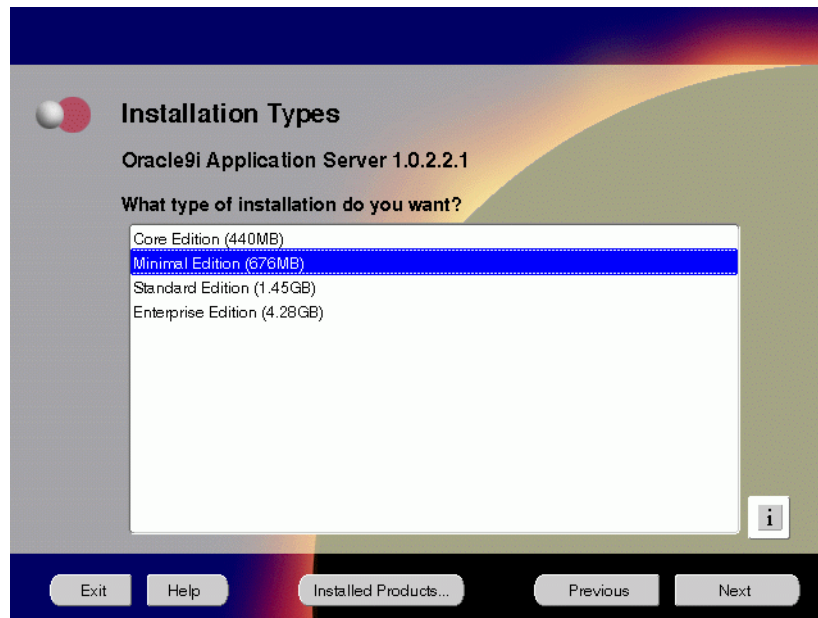 Installation Types
Oracle9i Application Server 1.0.2.2.1
What type of installation do you want?
Core Edition (440MB)
Minimal Edition (676MB)
Standard Edition (1.45GB)
Enterprise Edition (4.28GB)
i
Exit Help Installed Products... Previous Next